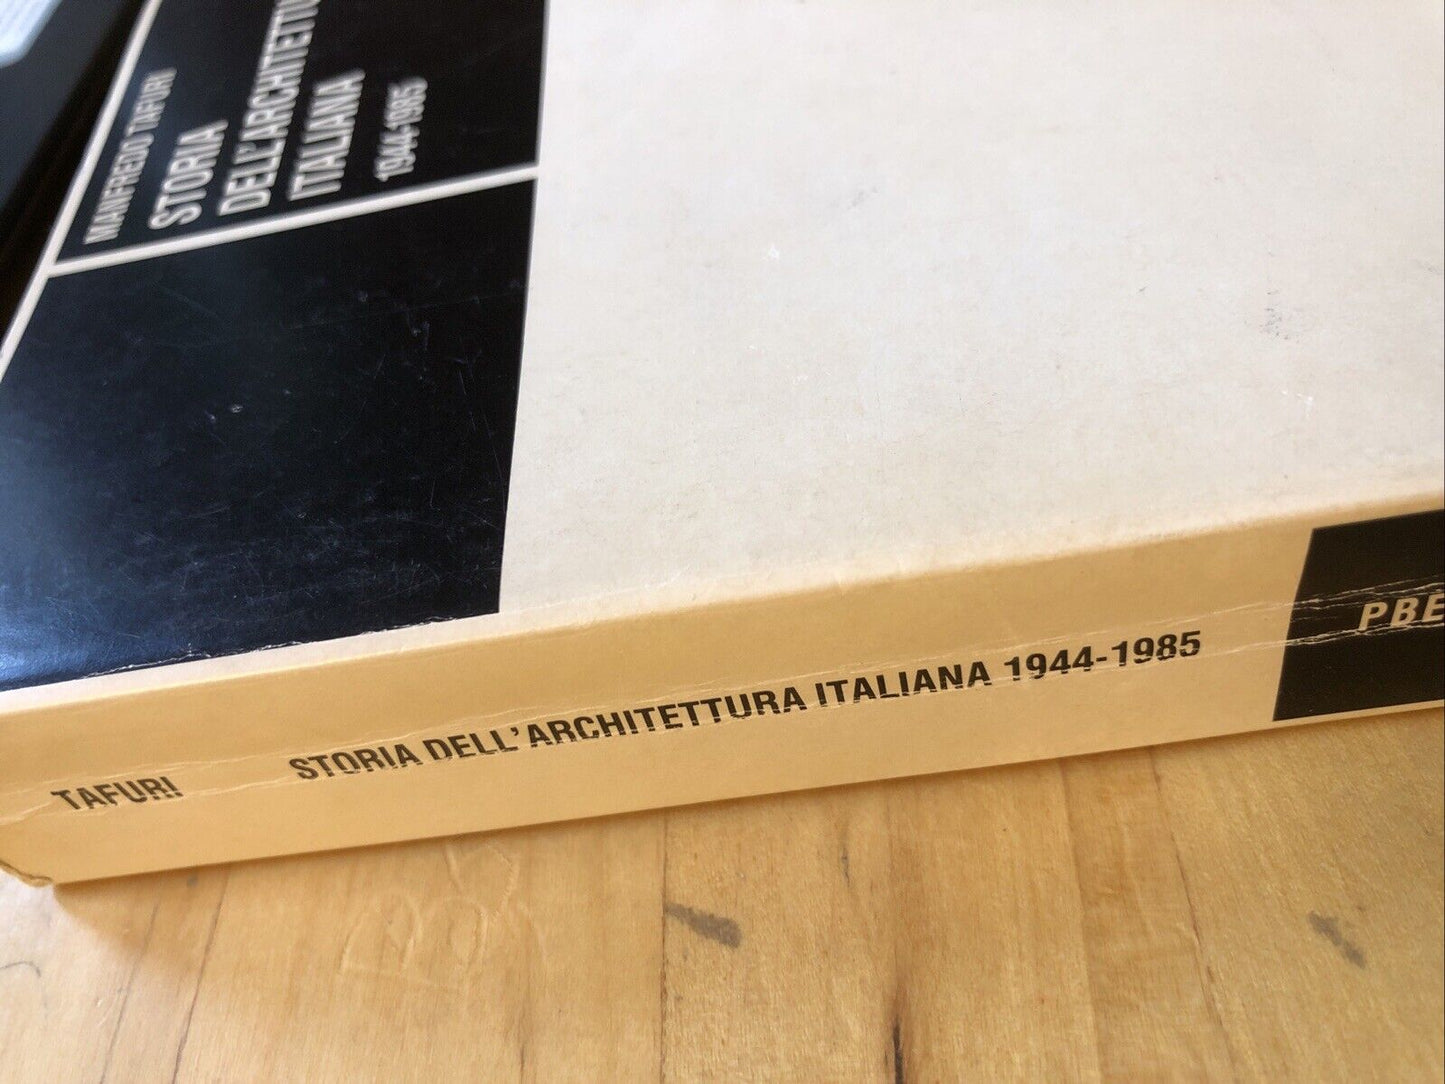 MANFREDO TAFURI
STORIA
DELL'ARCHITETTU
ITALIANA
1944-1985
TAFURI STORIA DELL'ARCHITETTURA ITALIANA 1944-1985 PBE